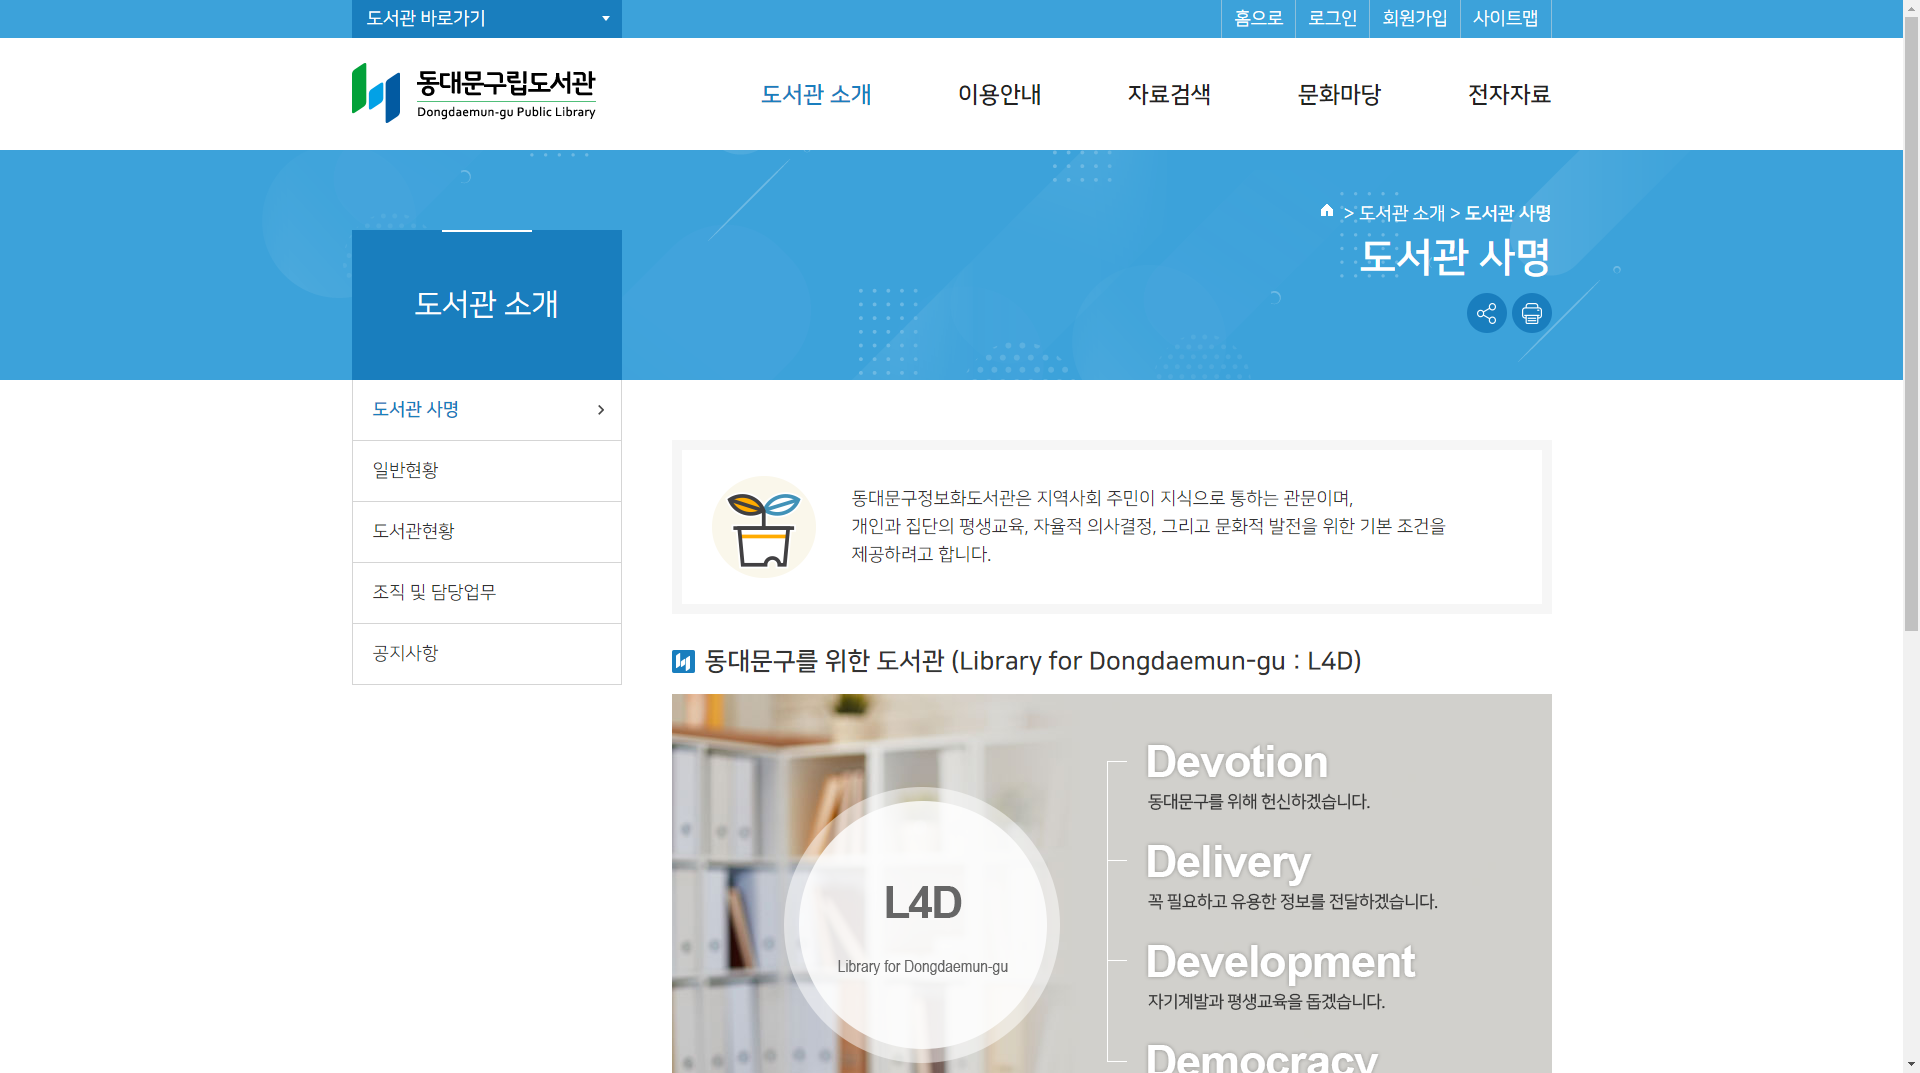 도서관 바로가기
홈으로
로그인
회원가입
사이트맵
동대문구립도서관
Dongdaemun-gu Public Library
도서관 소개
이용안내
자료검색
문화마당
전자자료
> 도서관 소개 > 도서관 사명
도서관 사명
도서관 소개
도서관 사명
일반현황
도서관현황
조직 및 담당업무
공지사항
동대문구정보화도서관은 지역사회 주민이 지식으로 통하는 관문이며,
개인과 집단의 평생교육, 자율적 의사결정, 그리고 문화적 발전을 위한 기본 조건을
제공하려고 합니다.
동대문구를 위한 도서관 (Library for Dongdaemun-gu : L4D)
L4D
Library for Dongdaemun-gu
Devotion
동대문구를 위해 헌신하겠습니다.
Delivery
꼭 필요하고 유용한 정보를 전달하겠습니다.
Development
자기계발과 평생교육을 돕겠습니다.
Democracy